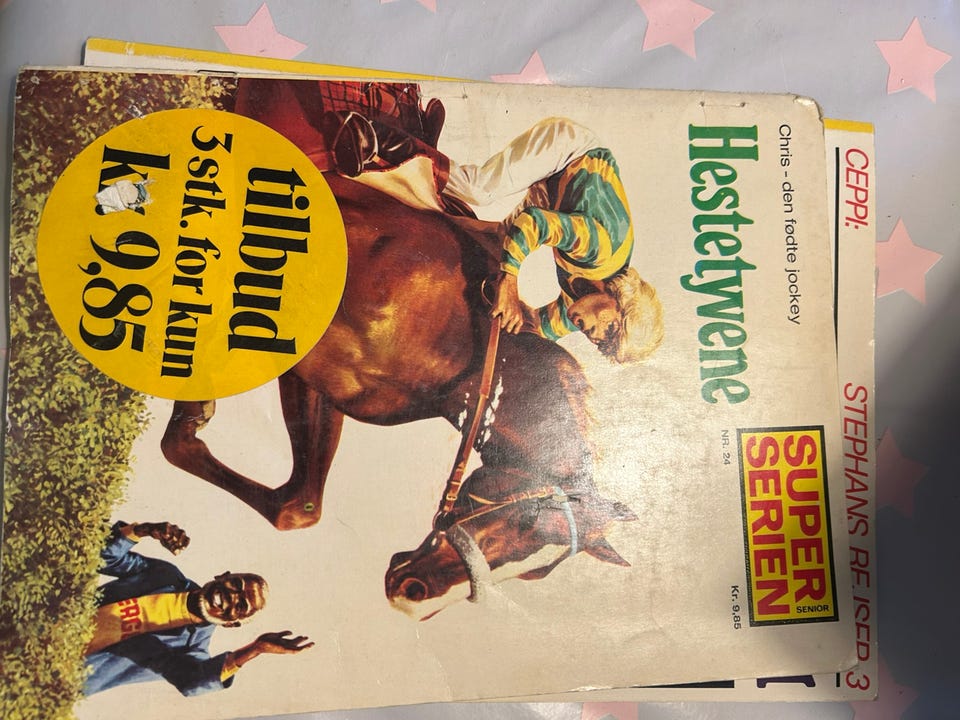 CEPPI: STEPHANS REJSER 3
Chris - den fødte jockey
Hestetyvene
NR. 24
SUPER
SERIEN
SENIOR
Kr. 9,85
tilbud
3 stk. for kun
kr 9,85